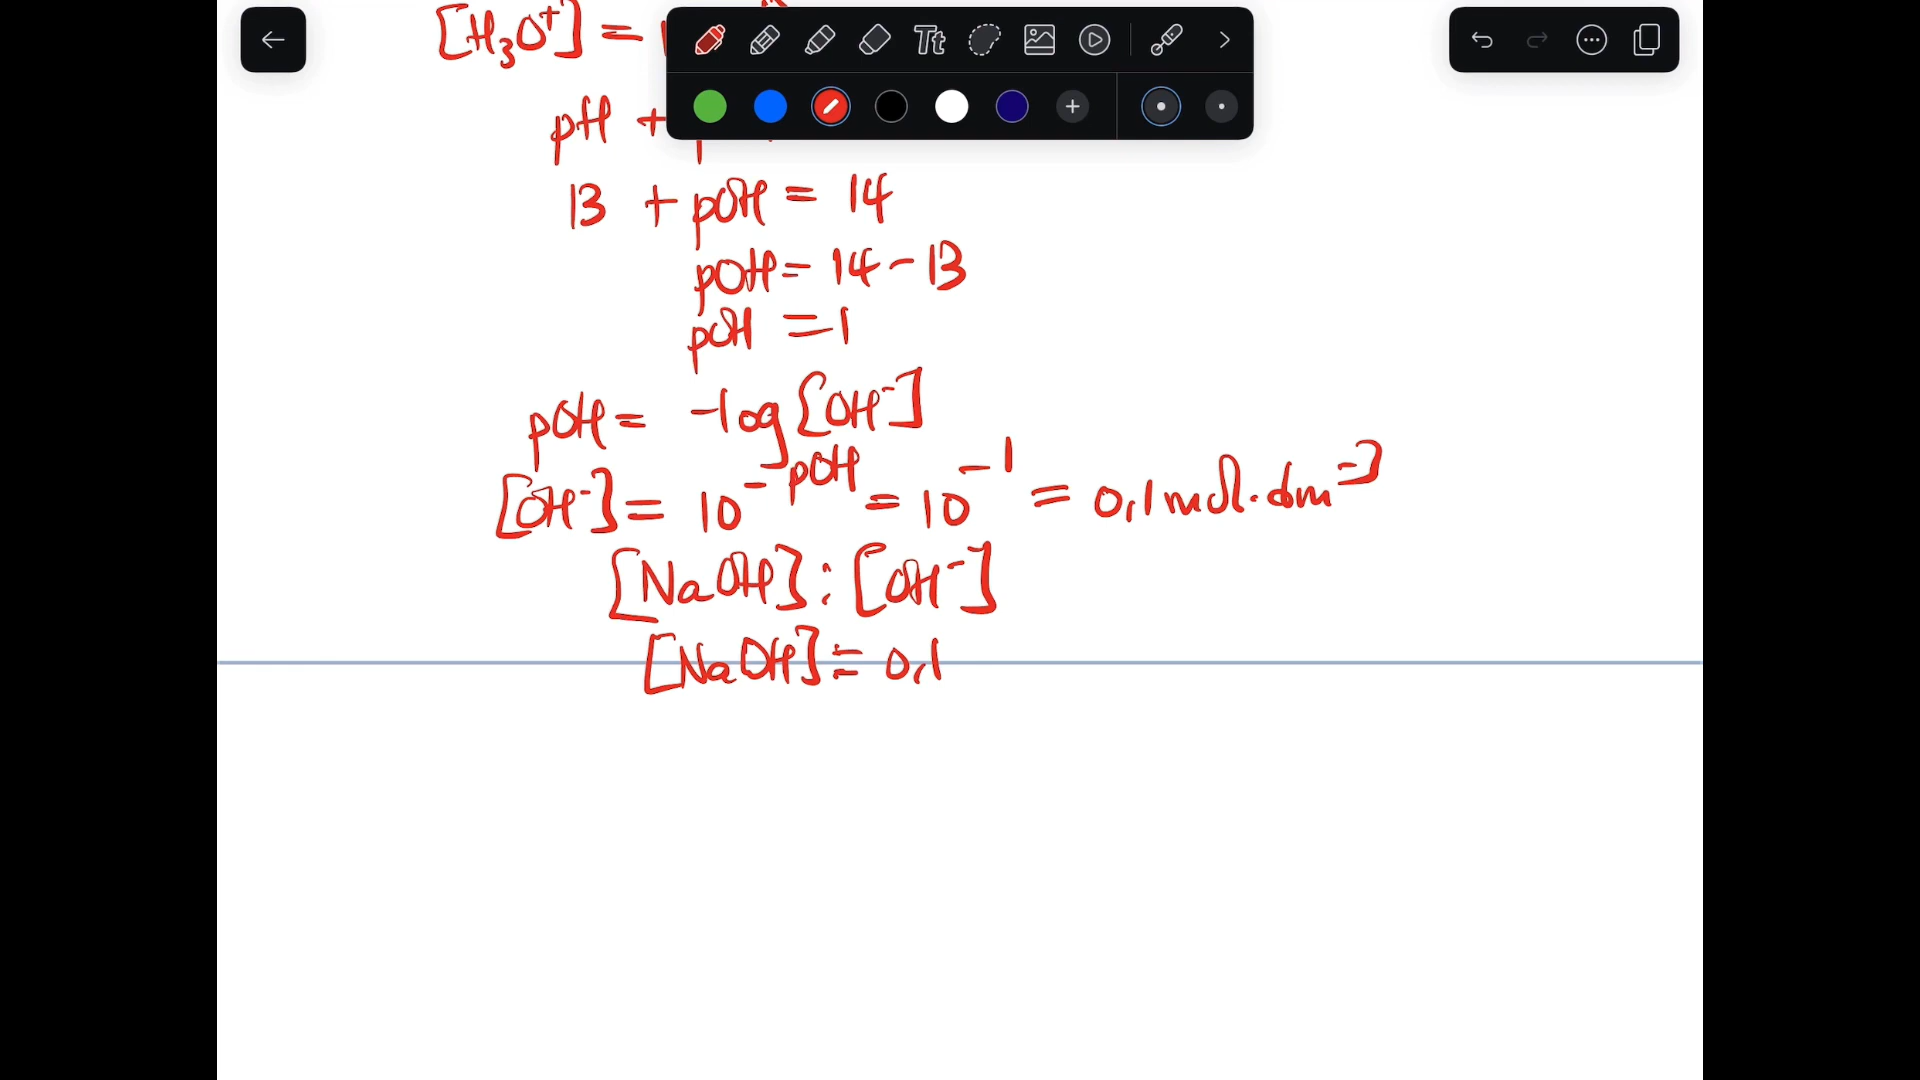 [H₃O⁺] =
pH +
13 + pOH = 14
pOH = 14 - 13
pOH = 1
pOH = -log[OH⁻]
[OH⁻] = 10^-pOH = 10^-1 = 0,1 mol·dm⁻³
[NaOH] : [OH⁻]
[NaOH] = 0,1
Tt